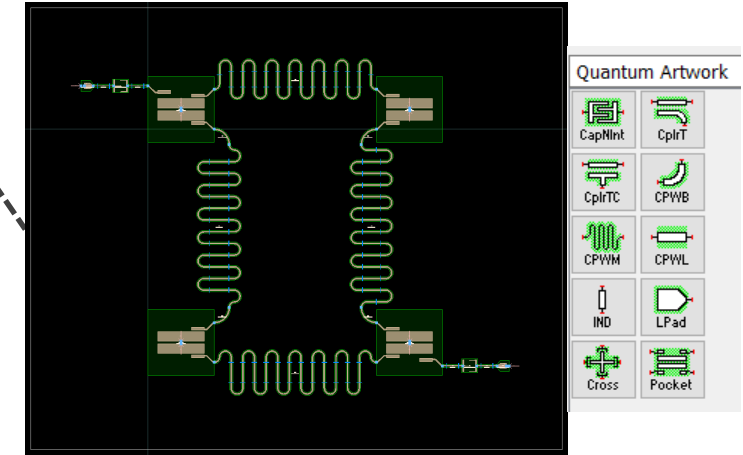 Quantum Artwork
CapNInt CplrT
CplrTC CPWB
CPWM CPWL
IND LPad
Cross Pocket